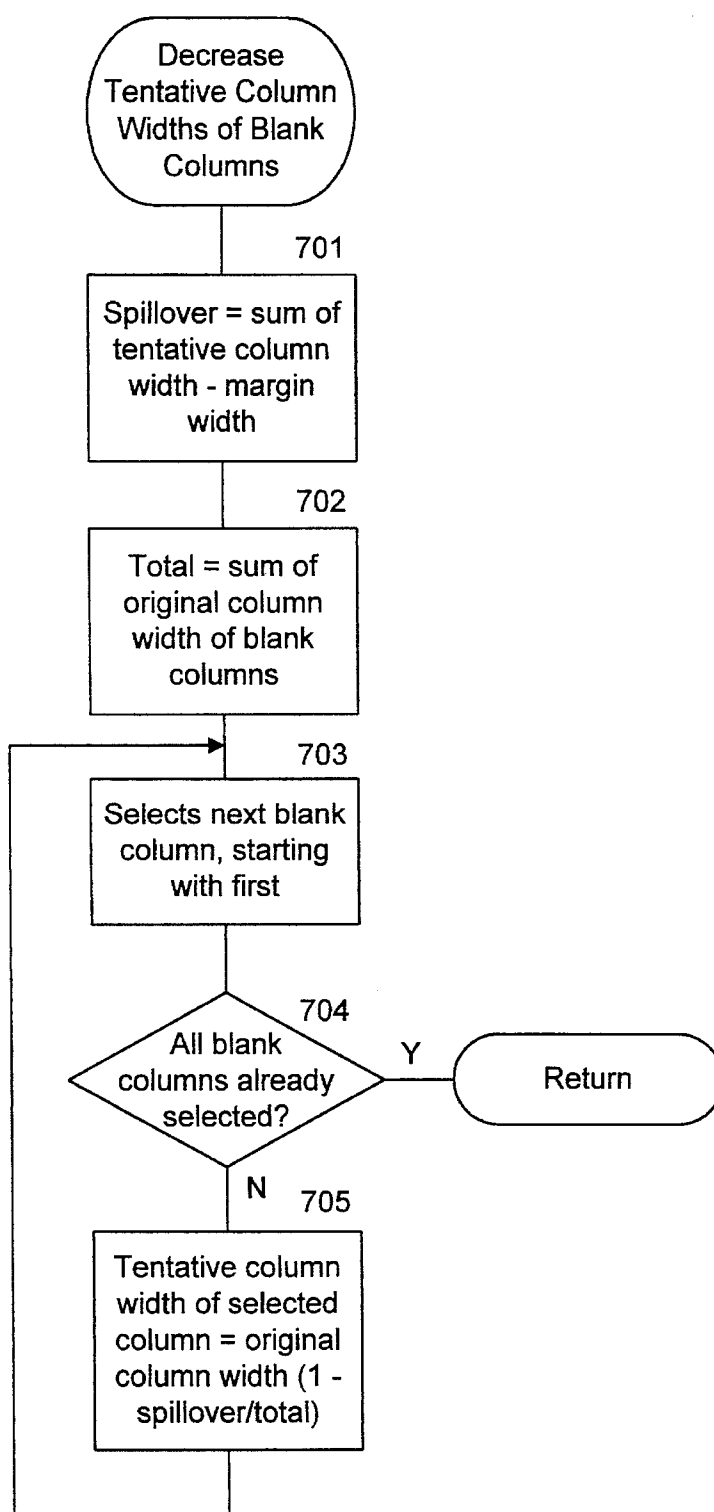 Decrease
Tentative Column
Widths of Blank
Columns
701
Spillover = sum of
tentative column
width - margin
width
702
Total = sum of
original column
width of blank
columns
703
Selects next blank
column, starting
with first
704
All blank
columns already
selected?
Y
Return
N
705
Tentative column
width of selected
column = original
column width (1 -
spillover/total)